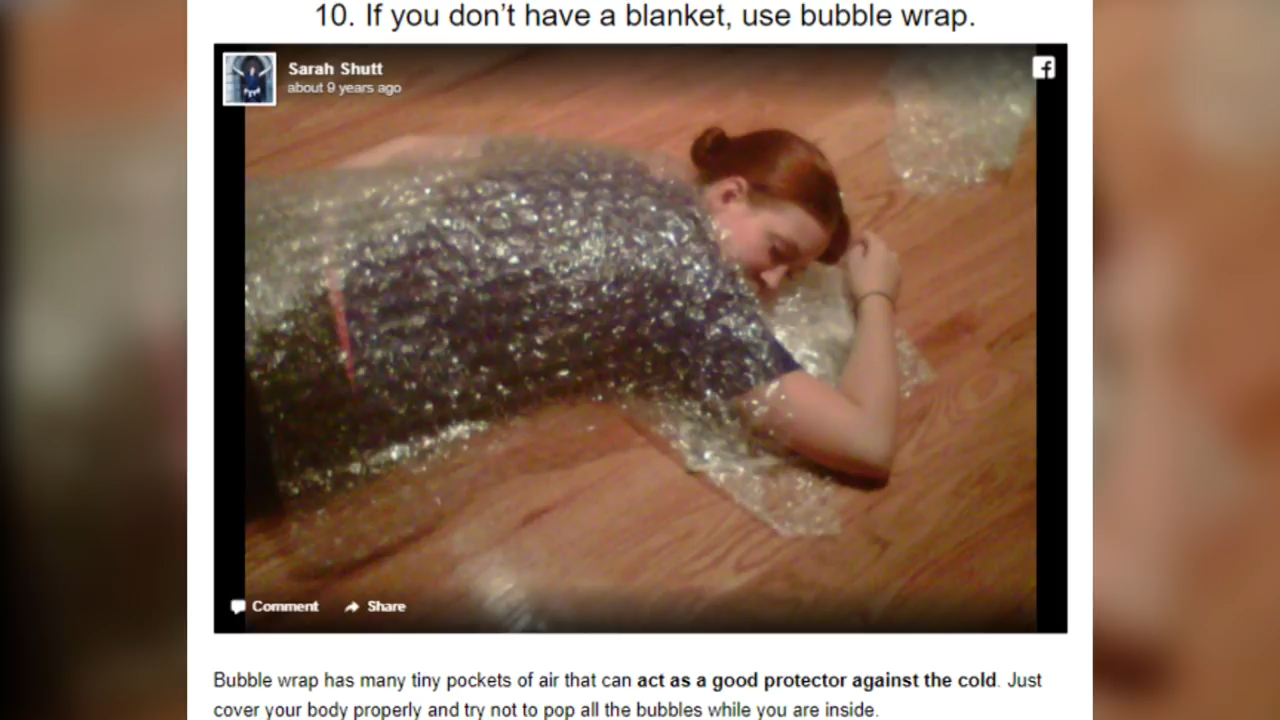 10. If you don’t have a blanket, use bubble wrap.
Sarah Shutt
about 9 years ago
Comment Share
Bubble wrap has many tiny pockets of air that can act as a good protector against the cold. Just
cover your body properly and try not to pop all the bubbles while you are inside.